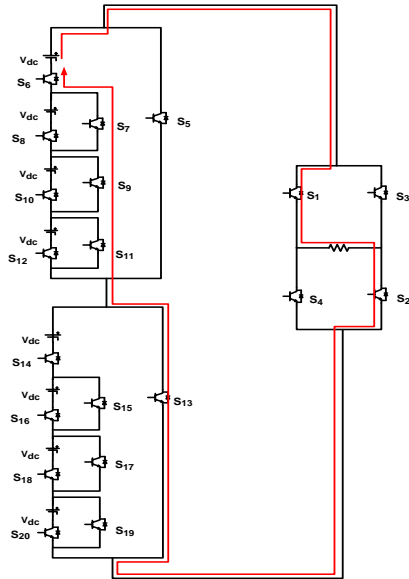 Vdc
S6
S5
Vdc
S7
S8
Vdc
S9
S10
Vdc
S11
S12
S1
S3
S4
S2
Vdc
S14
S13
Vdc
S15
S16
Vdc
S17
S18
Vdc
S19
S20